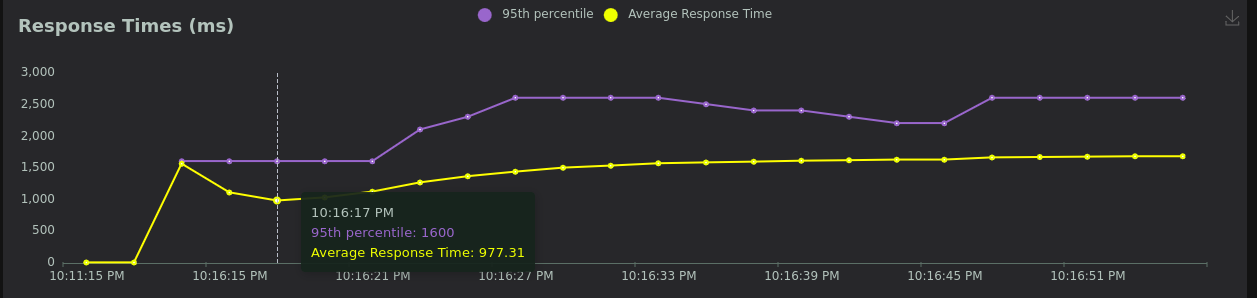 Response Times (ms)
95th percentile
Average Response Time
3,000
2,500
2,000
1,500
1,000
500
0
10:16:17 PM
95th percentile: 1600
Average Response Time: 977.31
10:11:15 PM
10:16:15 PM
10:16:21 PM
10:16:27 PM
10:16:33 PM
10:16:39 PM
10:16:45 PM
10:16:51 PM